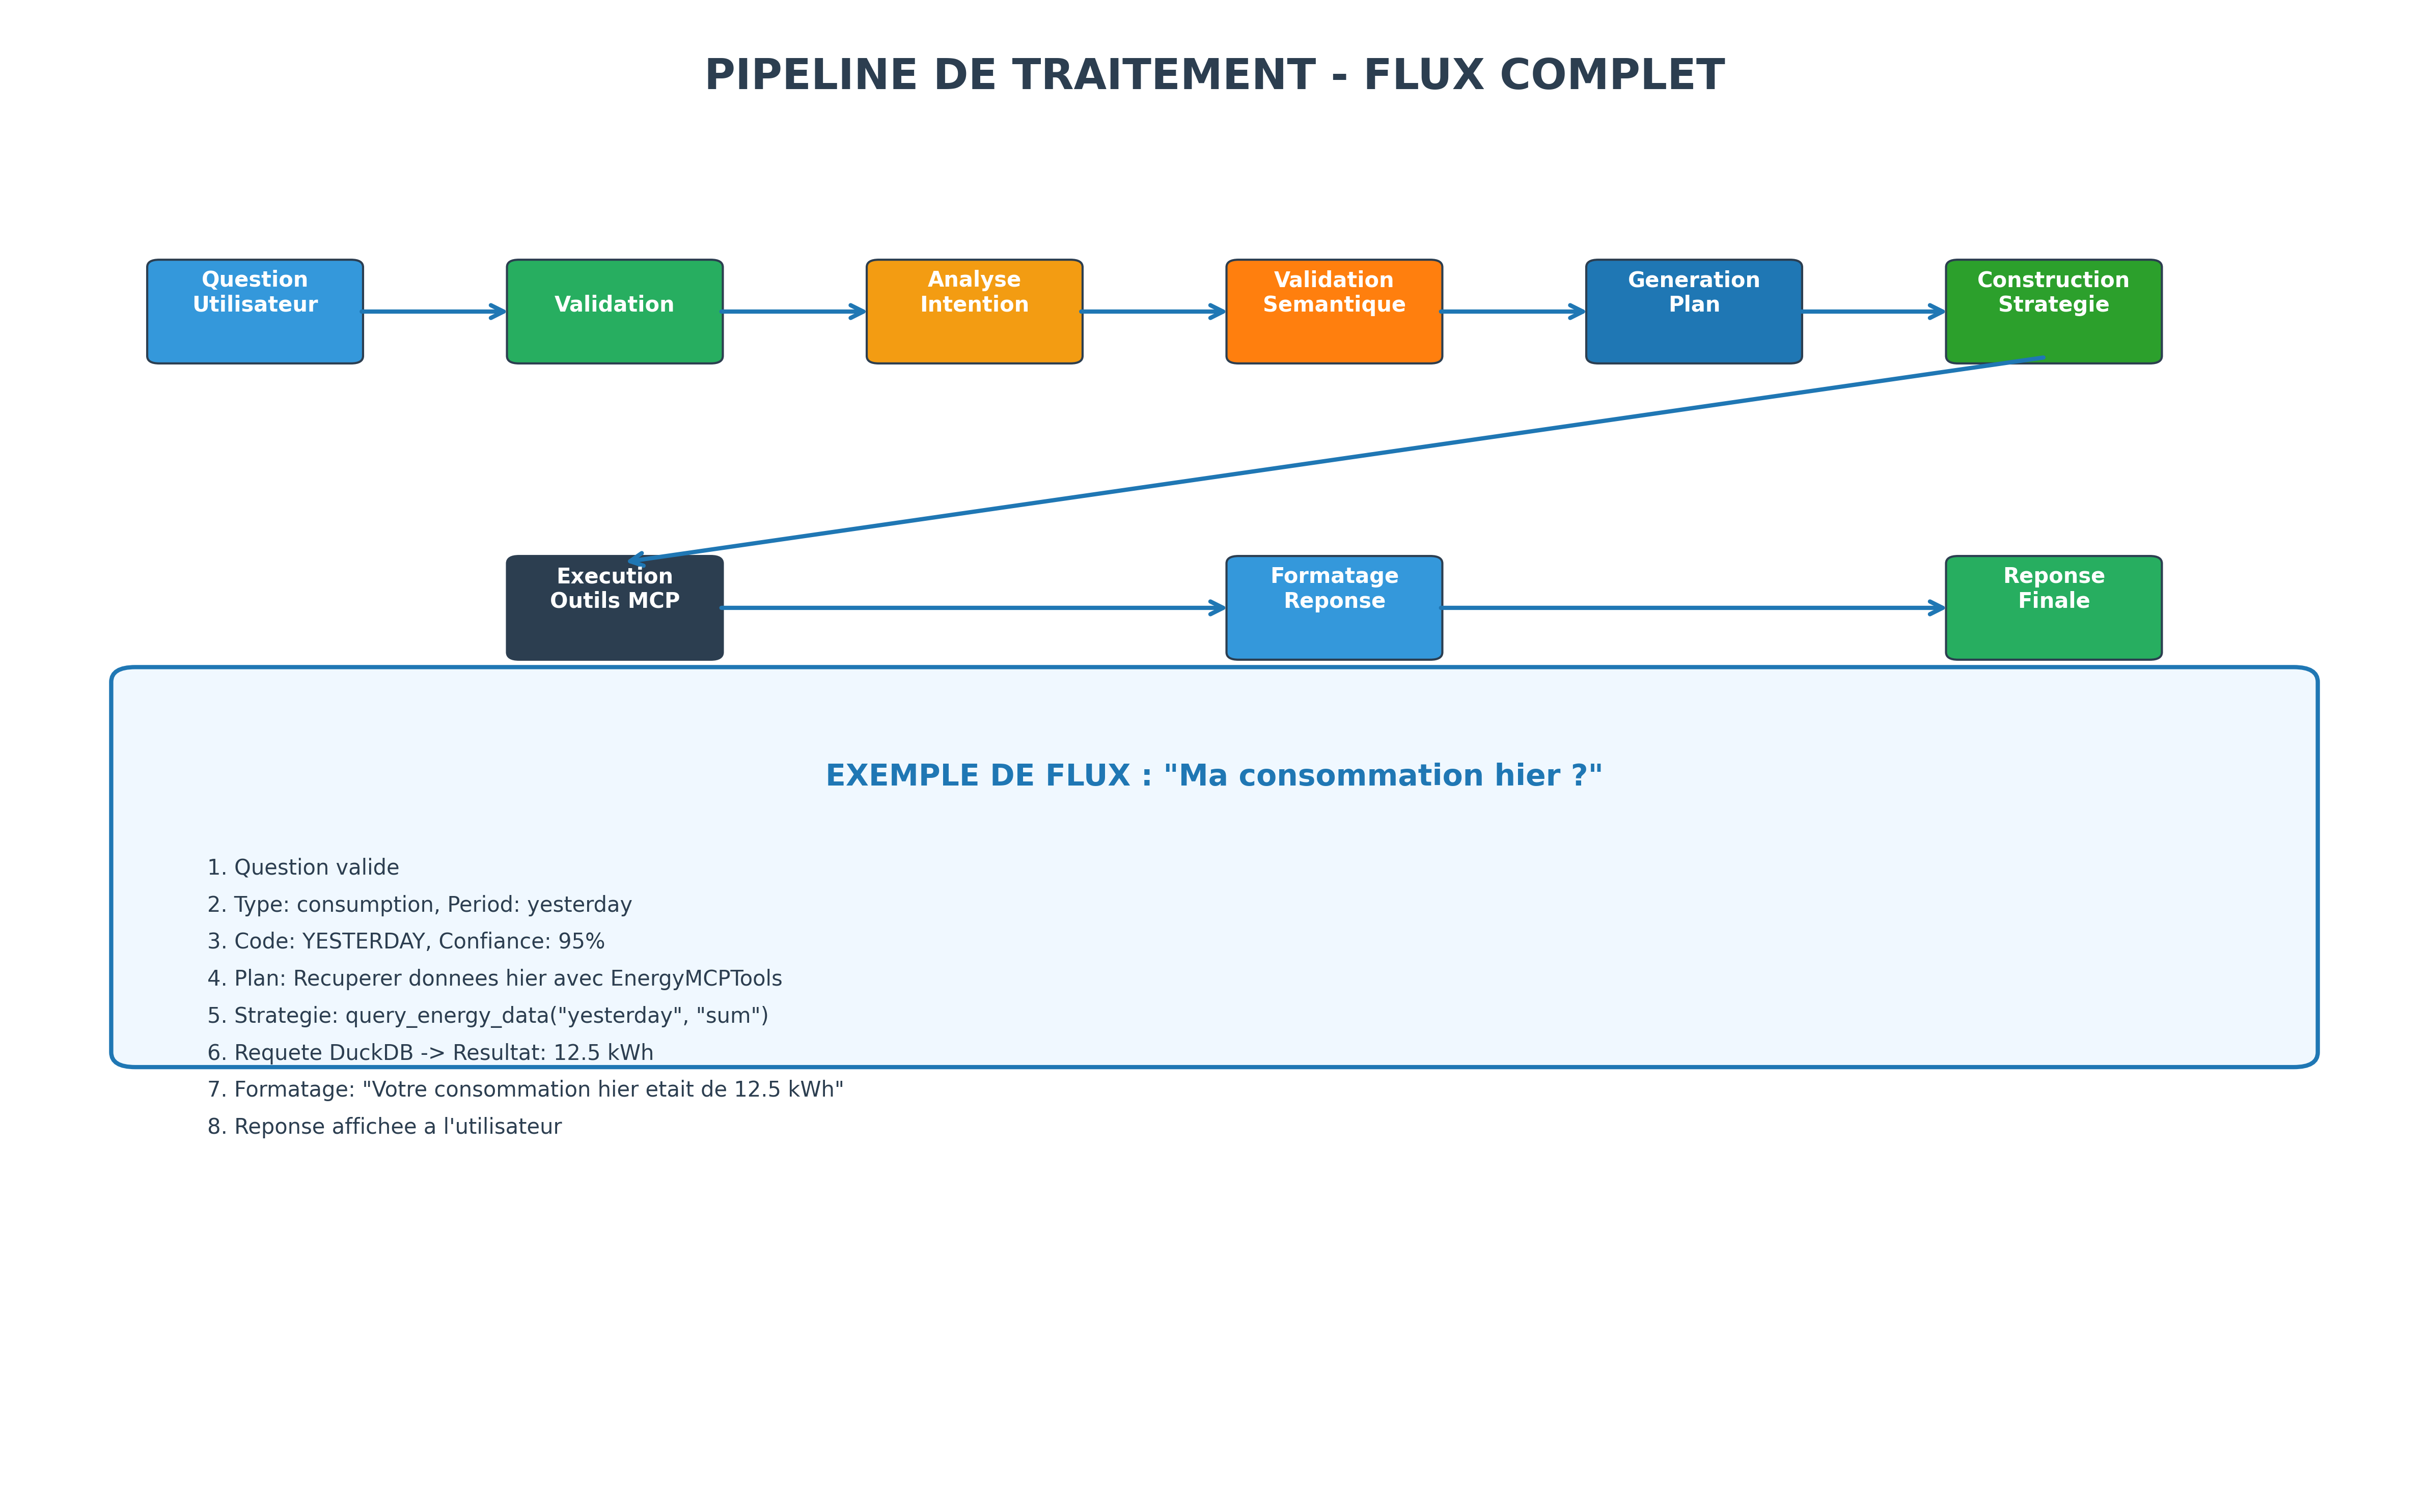 PIPELINE DE TRAITEMENT - FLUX COMPLET
Question
Utilisateur
Validation
Analyse
Intention
Validation
Semantique
Generation
Plan
Construction
Strategie
Execution
Outils MCP
Formatage
Reponse
Reponse
Finale
EXEMPLE DE FLUX : "Ma consommation hier ?"
1. Question valide
2. Type: consumption, Period: yesterday
3. Code: YESTERDAY, Confiance: 95%
4. Plan: Recuperer donnees hier avec EnergyMCPTools
5. Strategie: query_energy_data("yesterday", "sum")
6. Requete DuckDB -> Resultat: 12.5 kWh
7. Formatage: "Votre consommation hier etait de 12.5 kWh"
8. Reponse affichee a l'utilisateur